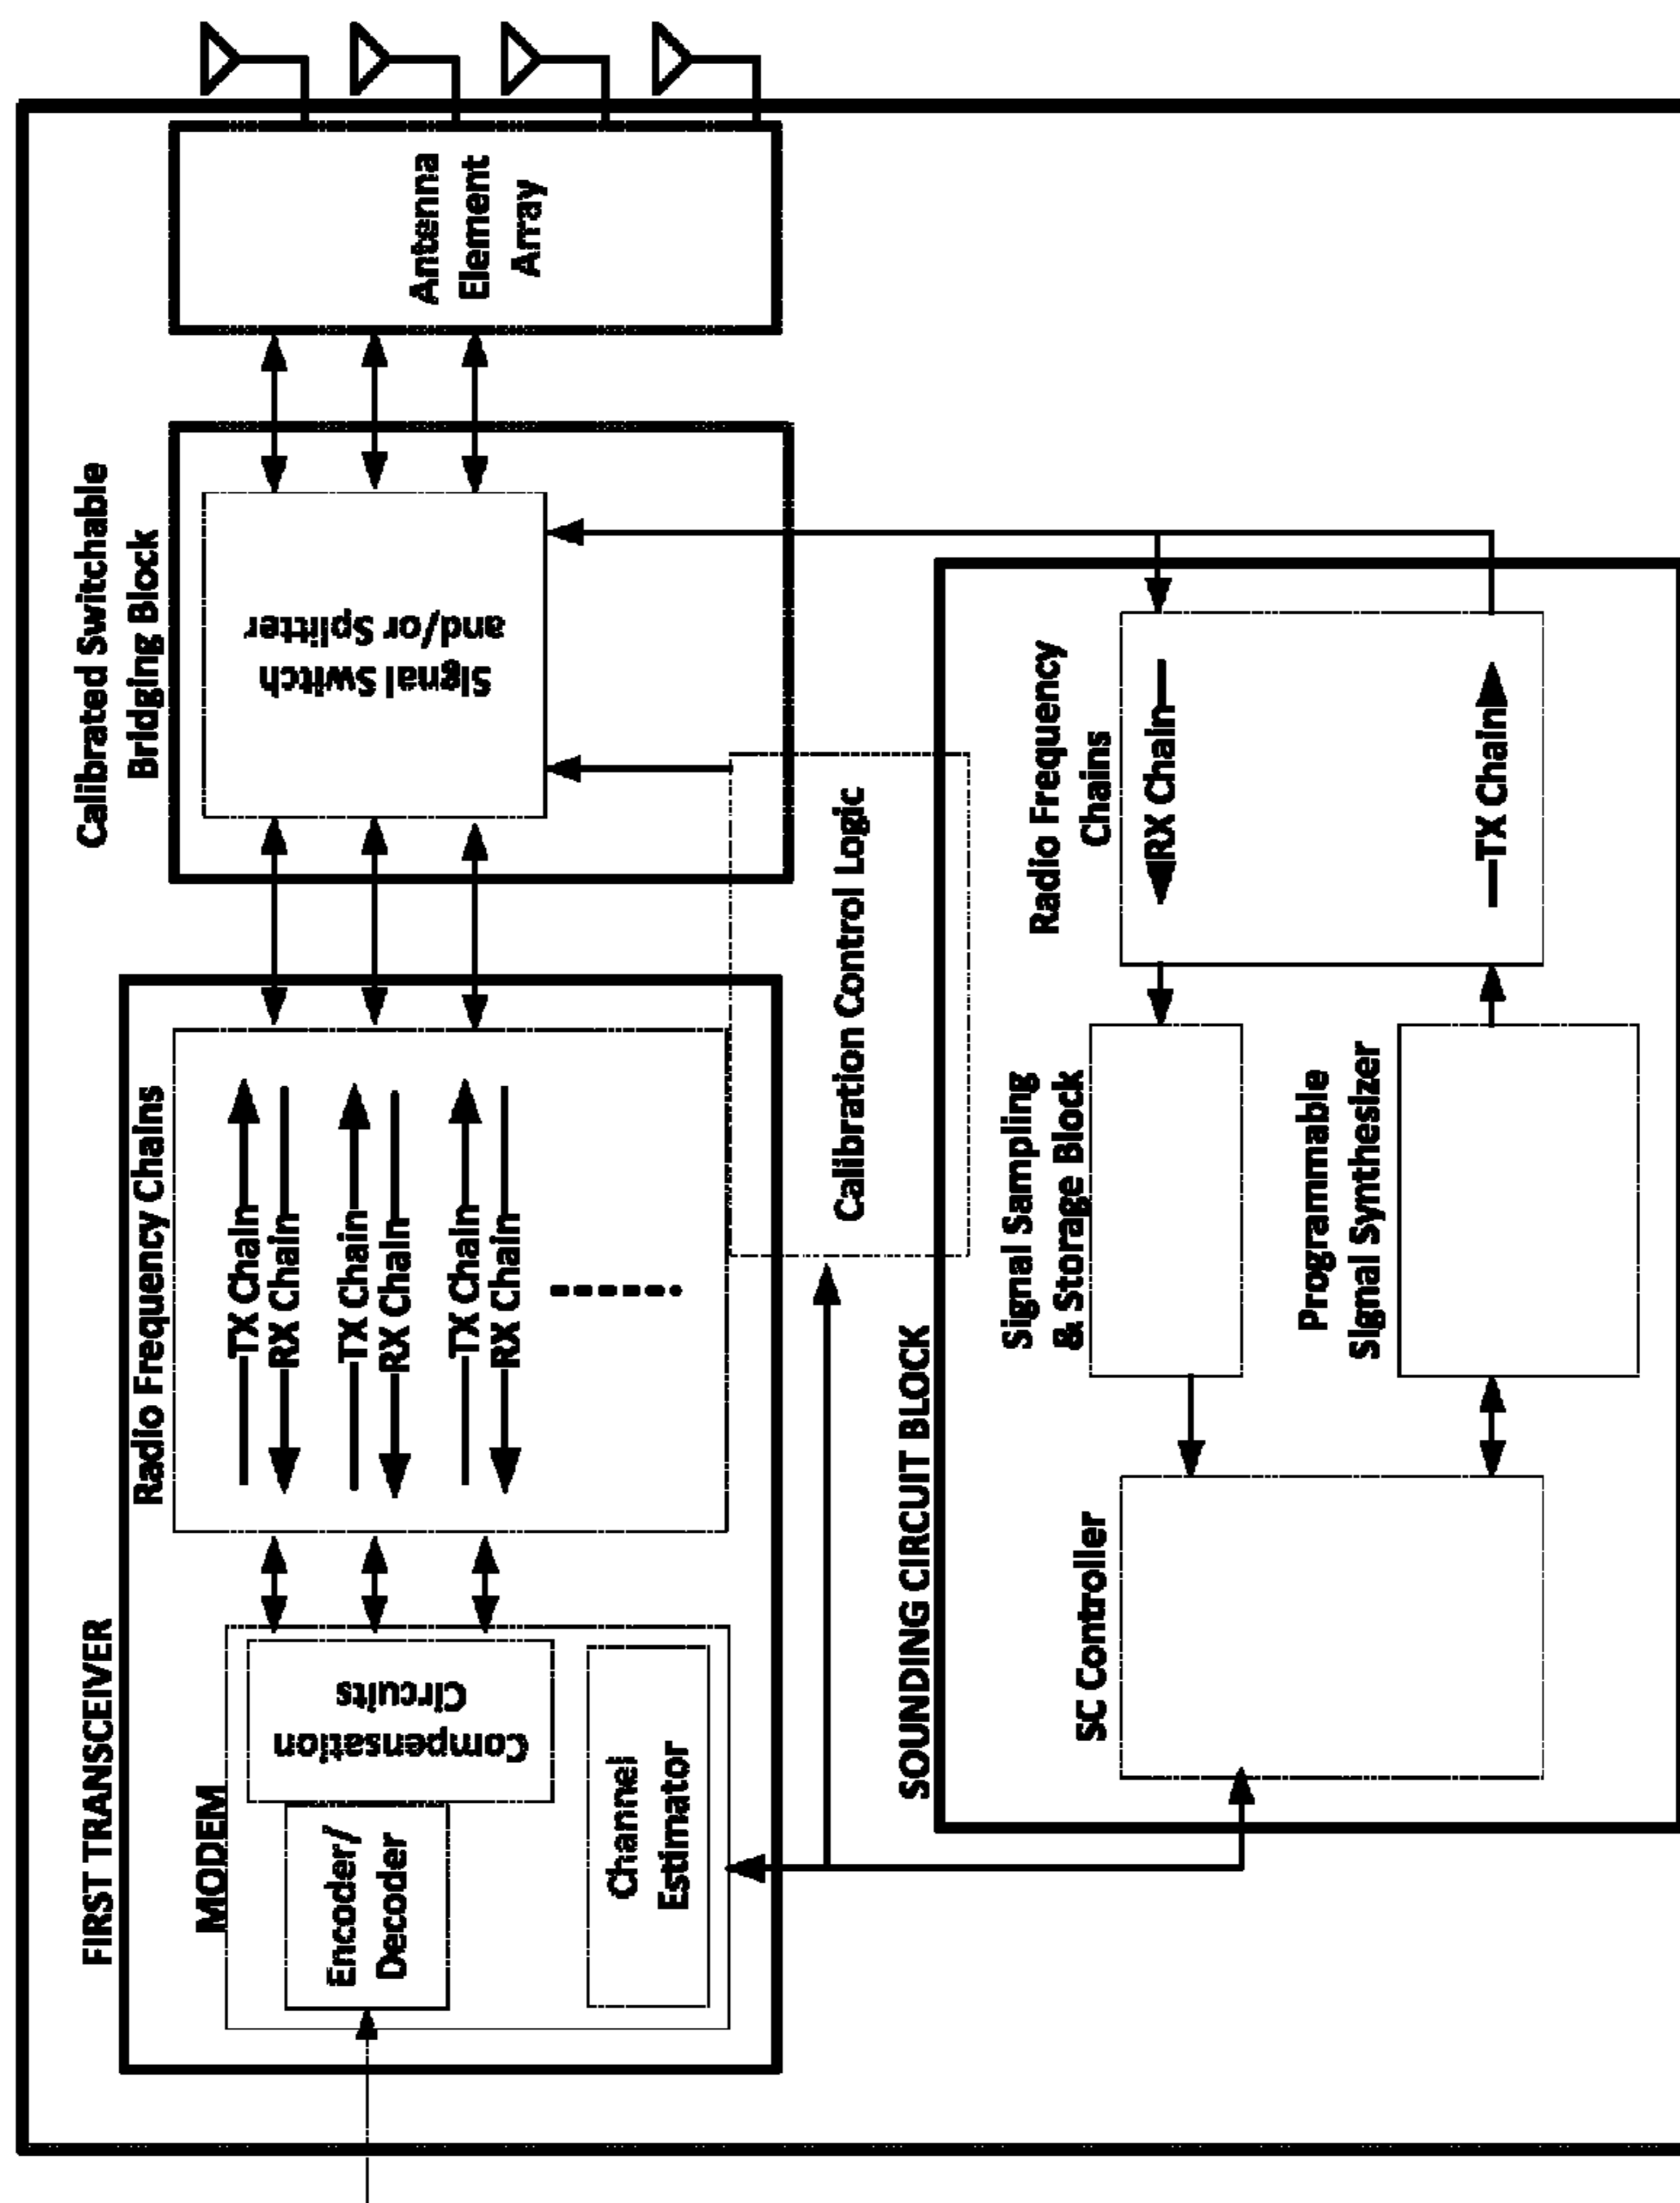 FIRST TRANSCEIVER
MODEM
Encoder/
Decoder
Compensation
Circuits
Channel
Estimator
Radio Frequency Chains
TX Chain
RX Chain
TX Chain
RX Chain
TX Chain
RX Chain
Calibrated Switchable
Bridging Block
Signal Switch
and/or Splitter
Antenna
Element
Array
Calibration Control Logic
SOUNDING CIRCUIT BLOCK
SC Controller
Signal Sampling
& Storage Block
Programmable
Signal Synthesizer
Radio Frequency
Chains
RX Chain
TX Chain